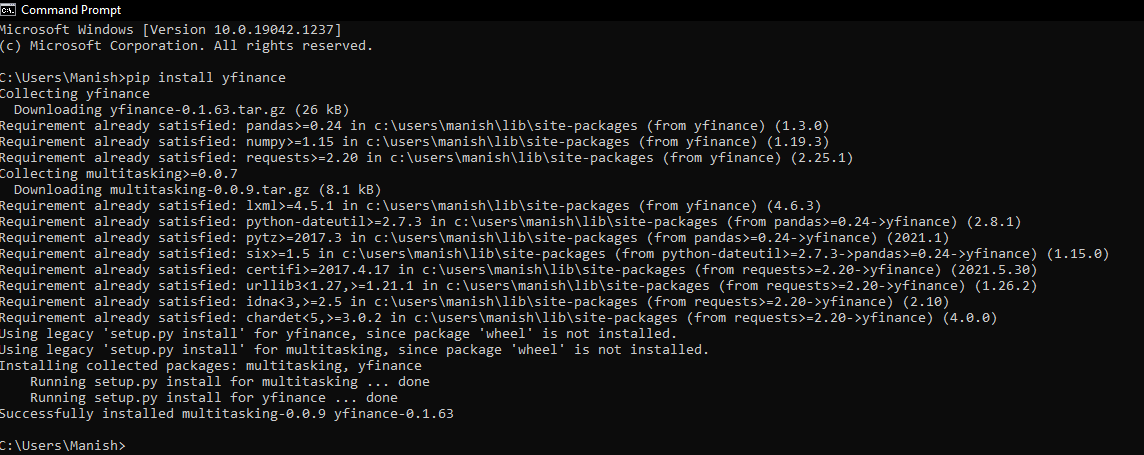 Command Prompt
Microsoft Windows [Version 10.0.19042.1237]
(c) Microsoft Corporation. All rights reserved.
C:\Users\Manish>pip install yfinance
Collecting yfinance
  Downloading yfinance-0.1.63.tar.gz (26 kB)
Requirement already satisfied: pandas>=0.24 in c:\users\manish\lib\site-packages (from yfinance) (1.3.0)
Requirement already satisfied: numpy>=1.15 in c:\users\manish\lib\site-packages (from yfinance) (1.19.3)
Requirement already satisfied: requests>=2.20 in c:\users\manish\lib\site-packages (from yfinance) (2.25.1)
Collecting multitasking>=0.0.7
  Downloading multitasking-0.0.9.tar.gz (8.1 kB)
Requirement already satisfied: lxml>=4.5.1 in c:\users\manish\lib\site-packages (from yfinance) (4.6.3)
Requirement already satisfied: python-dateutil>=2.7.3 in c:\users\manish\lib\site-packages (from pandas>=0.24->yfinance) (2.8.1)
Requirement already satisfied: pytz>=2017.3 in c:\users\manish\lib\site-packages (from pandas>=0.24->yfinance) (2021.1)
Requirement already satisfied: six>=1.5 in c:\users\manish\lib\site-packages (from python-dateutil>=2.7.3->pandas>=0.24->yfinance) (1.15.0)
Requirement already satisfied: certifi>=2017.4.17 in c:\users\manish\lib\site-packages (from requests>=2.20->yfinance) (2021.5.30)
Requirement already satisfied: urllib3<1.27,>=1.21.1 in c:\users\manish\lib\site-packages (from requests>=2.20->yfinance) (1.26.2)
Requirement already satisfied: idna<3,>=2.5 in c:\users\manish\lib\site-packages (from requests>=2.20->yfinance) (2.10)
Requirement already satisfied: chardet<5,>=3.0.2 in c:\users\manish\lib\site-packages (from requests>=2.20->yfinance) (4.0.0)
Using legacy 'setup.py install' for yfinance, since package 'wheel' is not installed.
Using legacy 'setup.py install' for multitasking, since package 'wheel' is not installed.
Installing collected packages: multitasking, yfinance
    Running setup.py install for multitasking ... done
    Running setup.py install for yfinance ... done
Successfully installed multitasking-0.0.9 yfinance-0.1.63
C:\Users\Manish>